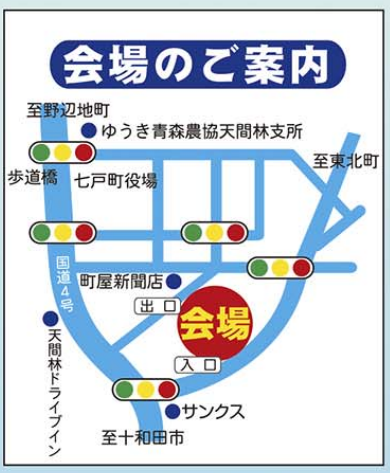 会場のご案内
至野辺地町
ゆうき青森農協天間林支所
至東北町
歩道橋
七戸町役場
国道4号
町屋新聞店
出口
会場
入口
天間林ドライブイン
サンクス
至十和田市